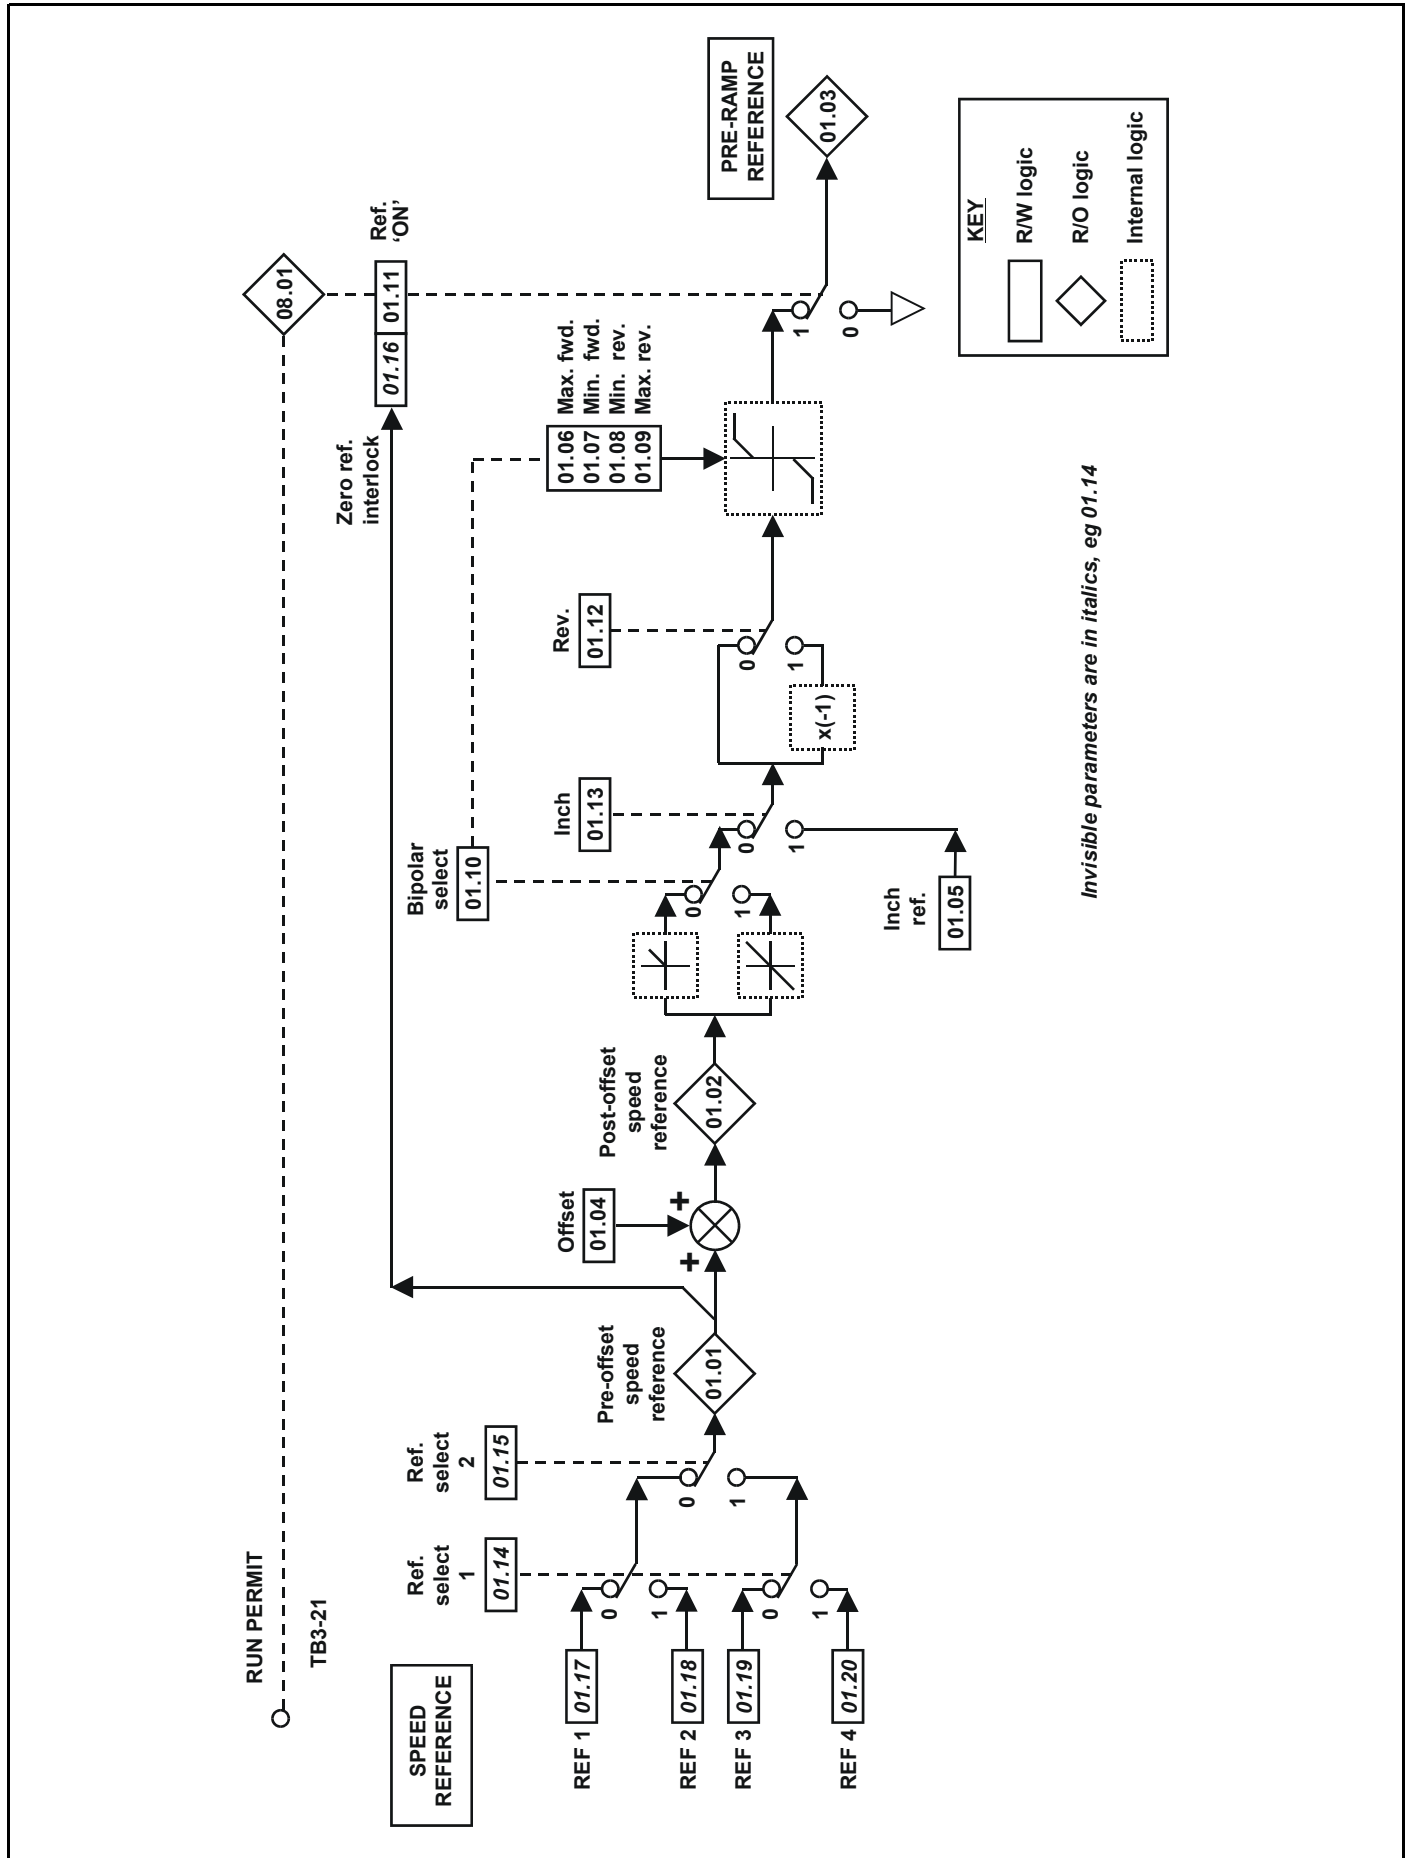 RUN PERMIT
TB3-21
08.01
SPEED
REFERENCE
Zero ref.
interlock
01.16
01.11
Ref.
‘ON’
Ref.
select
1
01.14
Ref.
select
2
01.15
Bipolar
select
01.10
01.06 Max. fwd.
01.07 Min. fwd.
01.08 Min. rev.
01.09 Max. rev.
REF 1
01.17
0
1
REF 2
01.18
REF 3
01.19
0
1
REF 4
01.20
0
1
Pre-offset
speed
reference
01.01
Offset
01.04
+
+
Post-offset
speed
reference
01.02
0
1
Inch
01.13
0
1
Inch
ref.
01.05
Rev.
01.12
0
1
x(-1)
1
0
PRE-RAMP
REFERENCE
01.03
KEY
R/W logic
R/O logic
Internal logic
Invisible parameters are in italics, eg 01.14